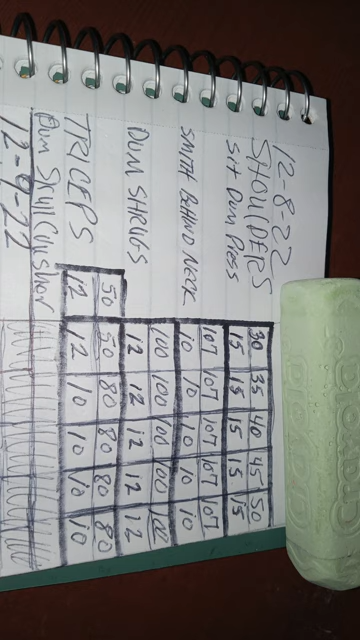 12-8-22
SHOULDERS
30 35 40 45 50
Sit Dum Press
15 15 15 15 15
107 107 107 107 107
SMITH BEHIND NECK
10 10 10 10 10
100 100 100 100 100
DUM SHRUGS
12 12 12 12 12
50 50 80 80 80 80
TRICEPS
12 12 10 10 10 10
Dum Skull Crusher
12-9-22